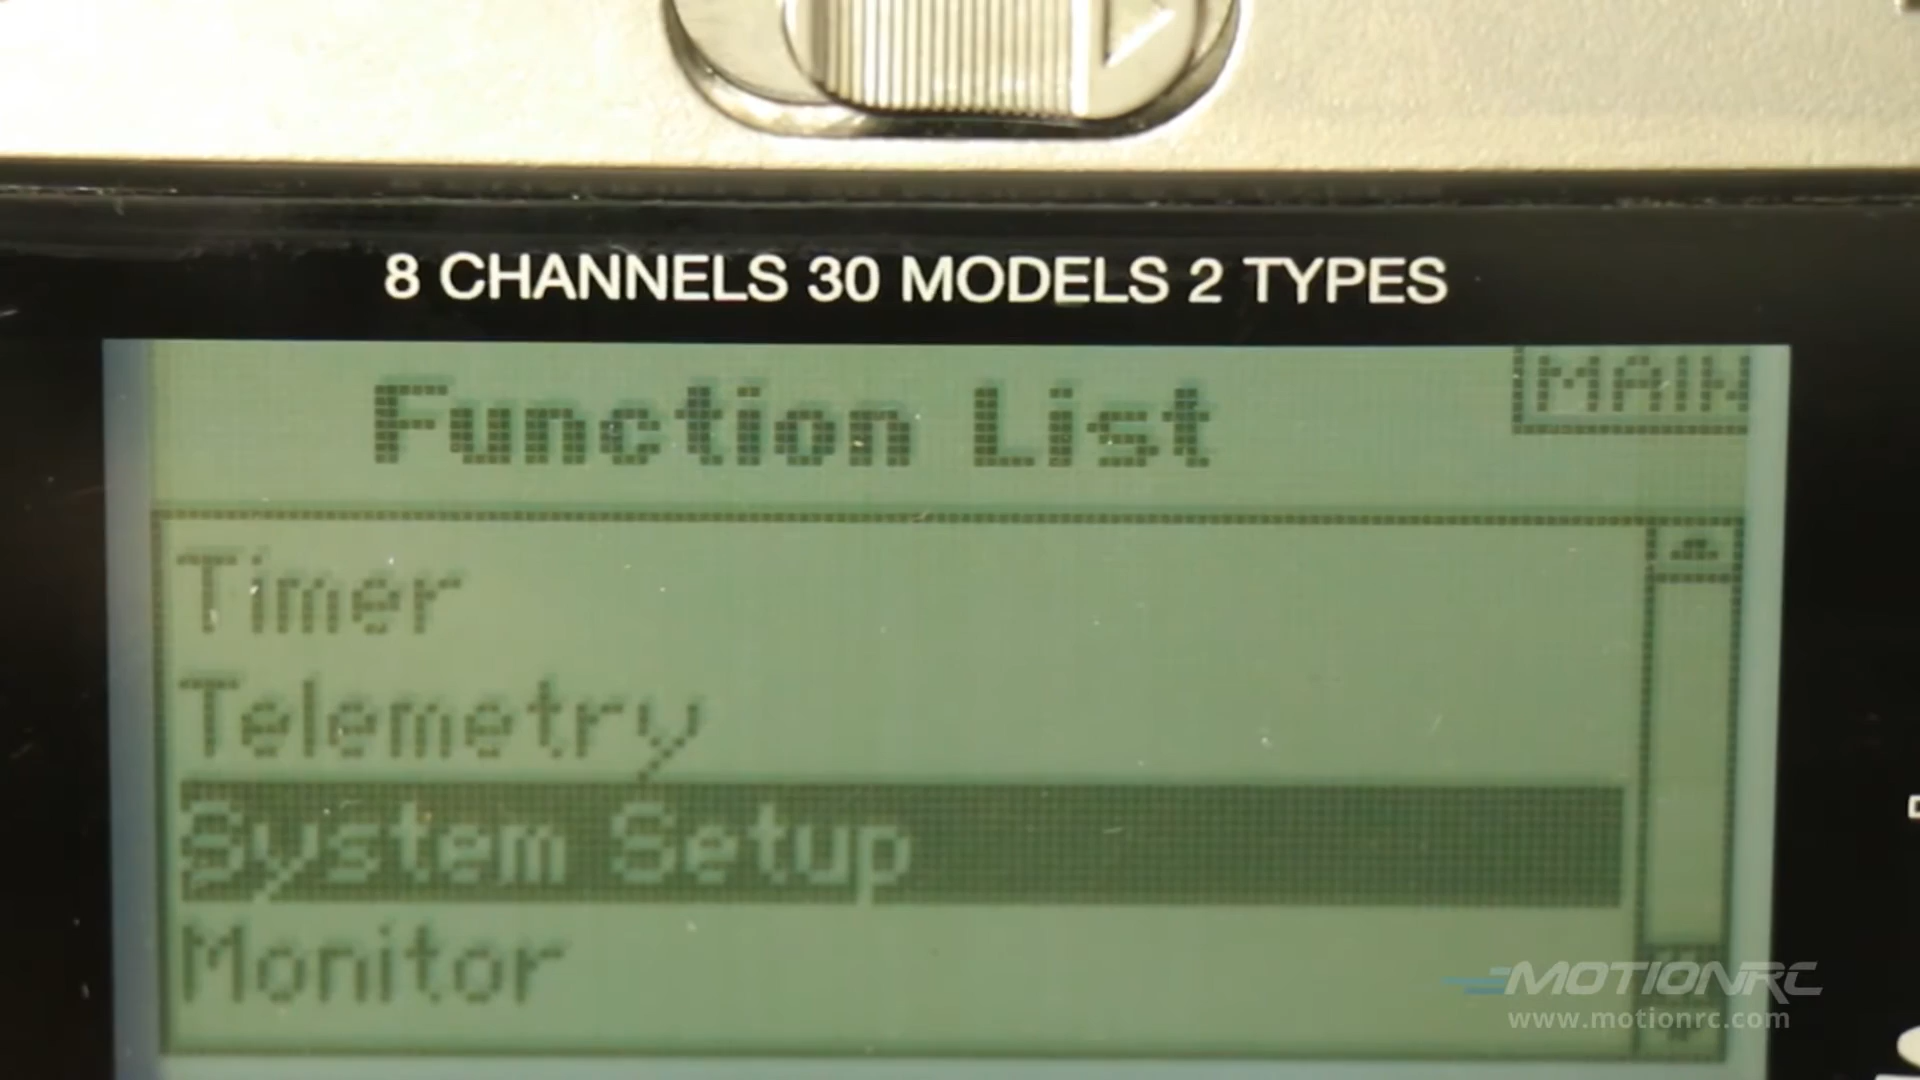 8 CHANNELS 30 MODELS 2 TYPES
Function List
MAIN
Timer
Telemetry
System Setup
Monitor
MOTIONRC
www.motionrc.com